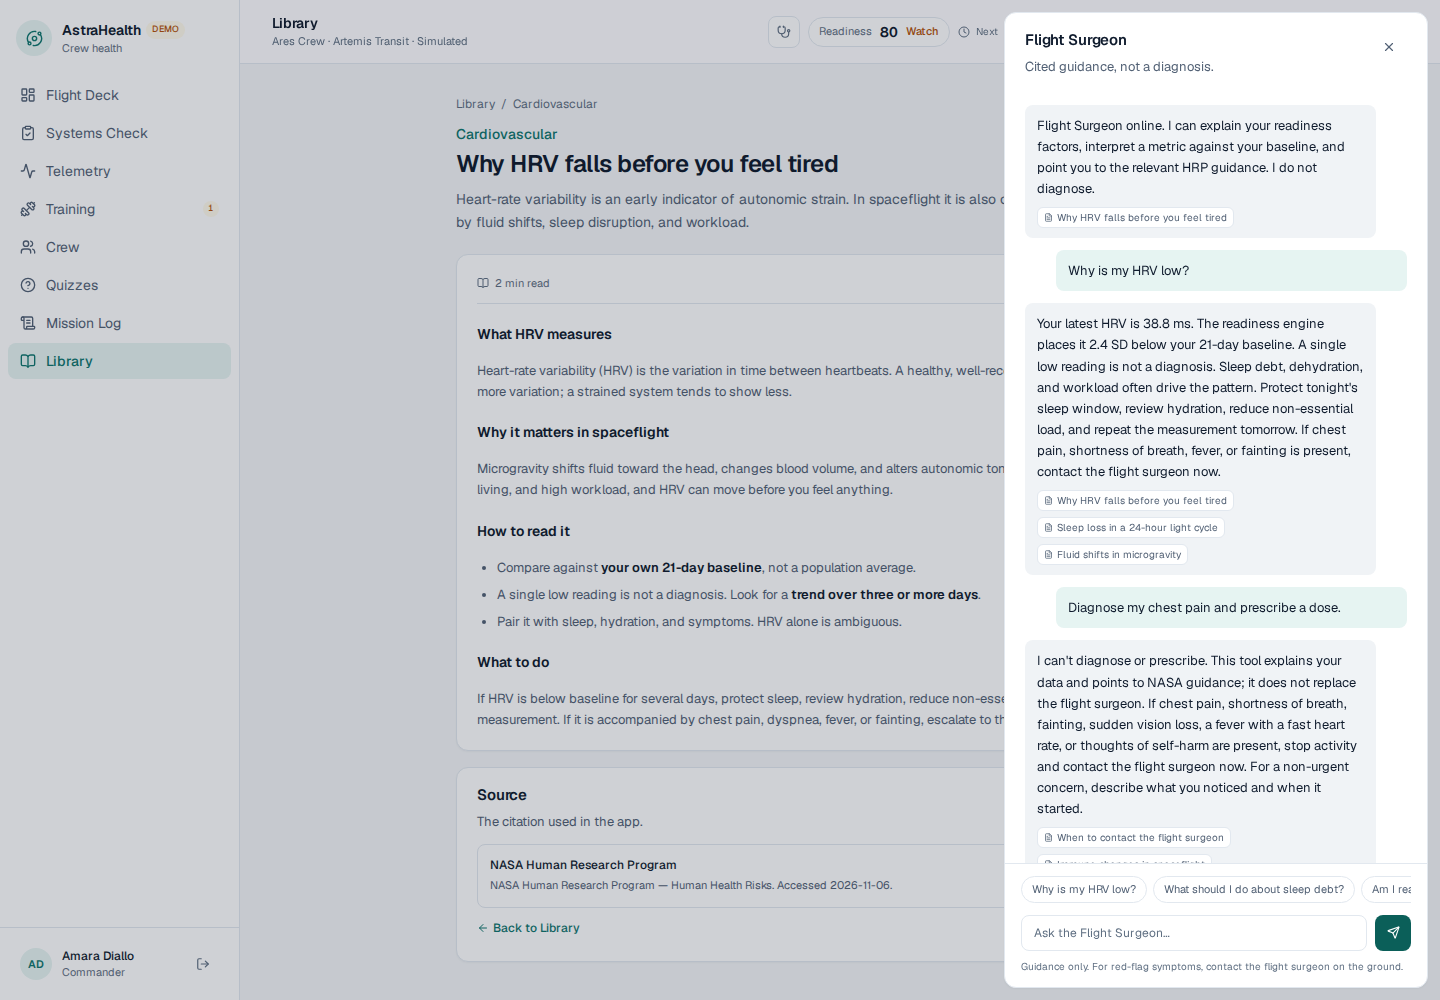 AstraHealth DEMO
Crew health
Flight Deck
Systems Check
Telemetry
Training 1
Crew
Quizzes
Mission Log
Library
AD
Amara Diallo
Commander
Library
Ares Crew · Artemis Transit · Simulated
Readiness 80 Watch
Next
Library / Cardiovascular
Cardiovascular
Why HRV falls before you feel tired
Heart-rate variability is an early indicator of autonomic strain. In spaceflight it is also
by fluid shifts, sleep disruption, and workload.
2 min read
What HRV measures
Heart-rate variability (HRV) is the variation in time between heartbeats. A healthy,
more variation; a strained system tends to show less.
Why it matters in spaceflight
Microgravity shifts fluid toward the head, changes blood volume, and alters autonomic
living, and high workload, and HRV can move before you feel anything.
How to read it
• Compare against your own 21-day baseline, not a population average.
• A single low reading is not a diagnosis. Look for a trend over three or more days.
• Pair it with sleep, hydration, and symptoms. HRV alone is ambiguous.
What to do
If HRV is below baseline for several days, protect sleep, review hydration, reduce
measurement. If it is accompanied by chest pain, dyspnea, fever, or fainting, escalate to
Source
The citation used in the app.
NASA Human Research Program
NASA Human Research Program — Human Health Risks. Accessed 2026-11-06.
← Back to Library
Flight Surgeon
Cited guidance, not a diagnosis.
Flight Surgeon online. I can explain your readiness
factors, interpret a metric against your baseline, and
point you to the relevant HRP guidance. I do not
diagnose.
Why HRV falls before you feel tired
Why is my HRV low?
Your latest HRV is 38.8 ms. The readiness engine
places it 2.4 SD below your 21-day baseline. A single
low reading is not a diagnosis. Sleep debt, dehydration,
and workload often drive the pattern. Protect tonight's
sleep window, review hydration, reduce non-essential
load, and repeat the measurement tomorrow. If chest
pain, shortness of breath, fever, or fainting is present,
contact the flight surgeon now.
Why HRV falls before you feel tired
Sleep loss in a 24-hour light cycle
Fluid shifts in microgravity
Diagnose my chest pain and prescribe a dose.
I can't diagnose or prescribe. This tool explains your
data and points to NASA guidance; it does not replace
the flight surgeon. If chest pain, shortness of breath,
fainting, sudden vision loss, a fever with a fast heart
rate, or thoughts of self-harm are present, stop activity
and contact the flight surgeon now. For a non-urgent
concern, describe what you noticed and when it
started.
When to contact the flight surgeon
Why is my HRV low?
What should I do about sleep debt?
Am I
Ask the Flight Surgeon...
Guidance only. For red-flag symptoms, contact the flight surgeon on the ground.